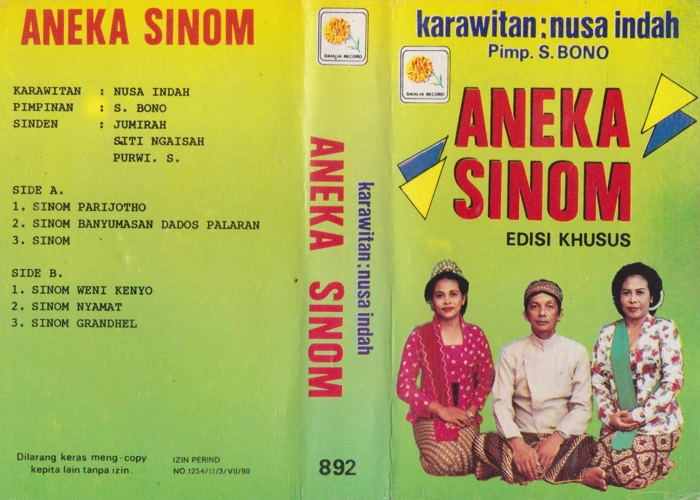 ANEKA SINOM
KARAWITAN : NUSA INDAH
PIMPINAN : S. BONO
SINDEN : JUMIRAH
SITI NGAISAH
PURWI. S.
SIDE A.
1. SINOM PARIJOTHO
2. SINOM BANYUMASAN DADOS PALARAN
3. SINOM
SIDE B.
1. SINOM WENI KENYO
2. SINOM NYAMAT
3. SINOM GRANDHEL
Dilarang keras meng-copy
kepita lain tanpa izin.
IZIN PERIND
NO.1254/11/3/VII/90
DAHLIA RECORD
ANEKA SINOM
karawitan:nusa indah
892
karawitan:nusa indah
Pimp. S. BONO
DAHLIA RECORD
ANEKA
SINOM
EDISI KHUSUS